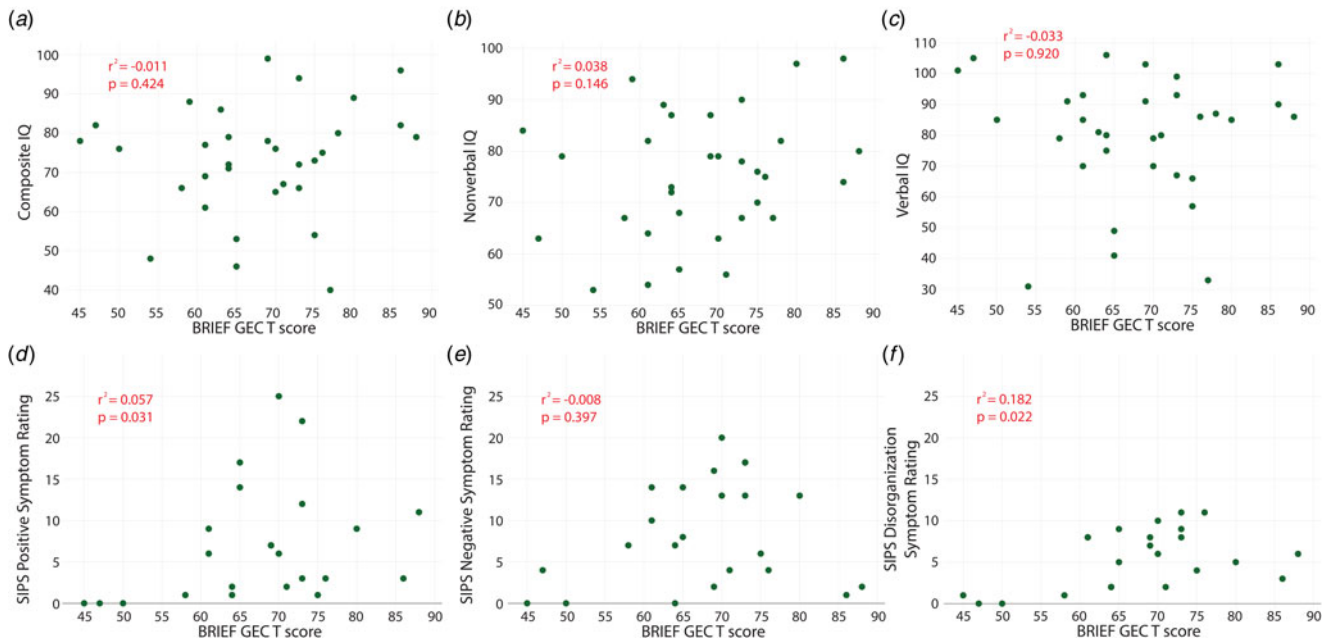 (a)
r² = -0.011
p = 0.424
Composite IQ
100
90
80
70
60
50
40
45 50 55 60 65 70 75 80 85 90
BRIEF GEC T score
(b)
r² = 0.038
p = 0.146
Nonverbal IQ
100
90
80
70
60
50
45 50 55 60 65 70 75 80 85 90
BRIEF GEC T score
(c)
r² = -0.033
p = 0.920
Verbal IQ
110
100
90
80
70
60
50
40
30
45 50 55 60 65 70 75 80 85 90
BRIEF GEC T score
(d)
r² = 0.057
p = 0.031
SIPS Positive Symptom Rating
25
20
15
10
5
0
45 50 55 60 65 70 75 80 85 90
BRIEF GEC T score
(e)
r² = -0.008
p = 0.397
SIPS Negative Symptom Rating
25
20
15
10
5
0
45 50 55 60 65 70 75 80 85 90
BRIEF GEC T score
(f)
r² = 0.182
p = 0.022
SIPS Disorganization
Symptom Rating
25
20
15
10
5
0
45 50 55 60 65 70 75 80 85 90
BRIEF GEC T score